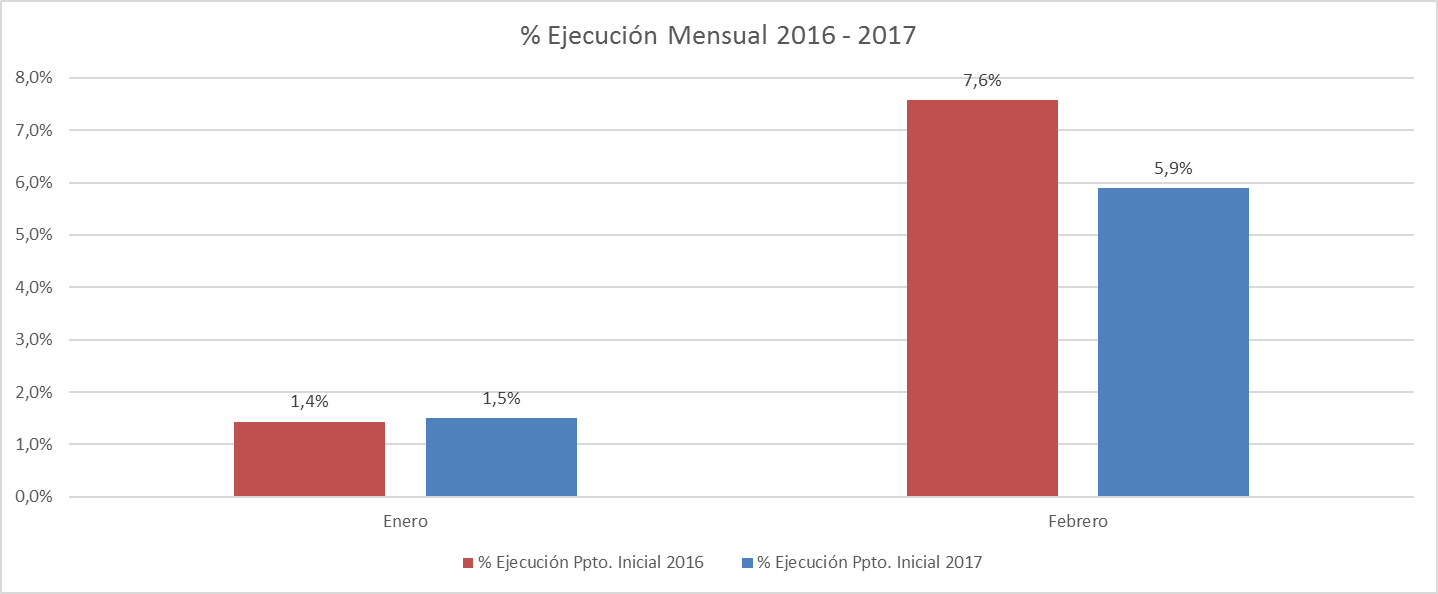 % Ejecución Mensual 2016 - 2017
8,0%
7,0%
6,0%
5,0%
4,0%
3,0%
2,0%
1,0%
0,0%
1,4%
1,5%
7,6%
5,9%
Enero
Febrero
% Ejecución Ppto. Inicial 2016
% Ejecución Ppto. Inicial 2017